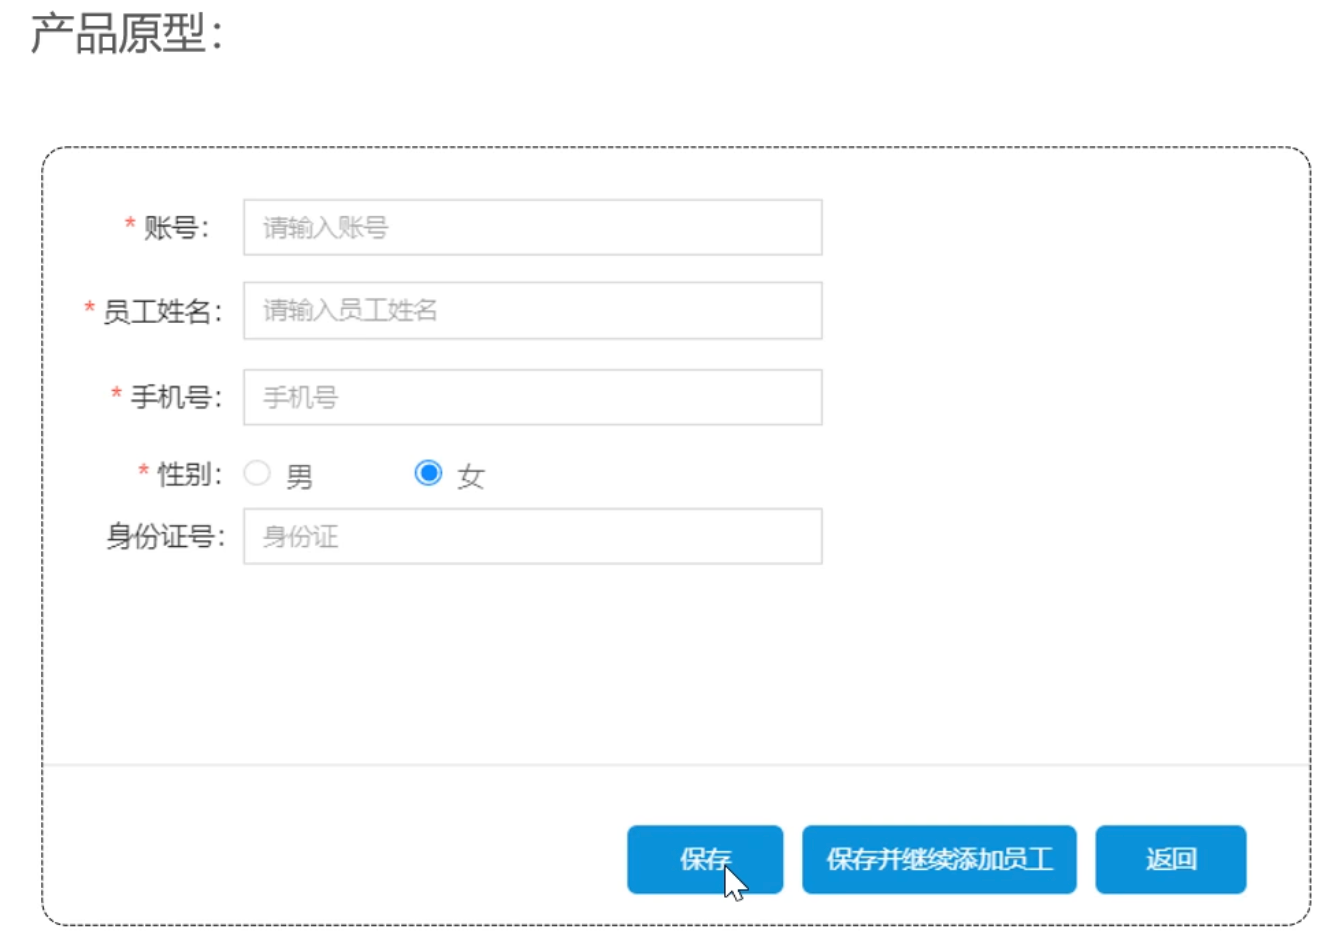 产品原型：
* 账号： 请输入账号
* 员工姓名： 请输入员工姓名
* 手机号： 手机号
* 性别： 男 女
身份证号： 身份证
保存 保存并继续添加员工 返回